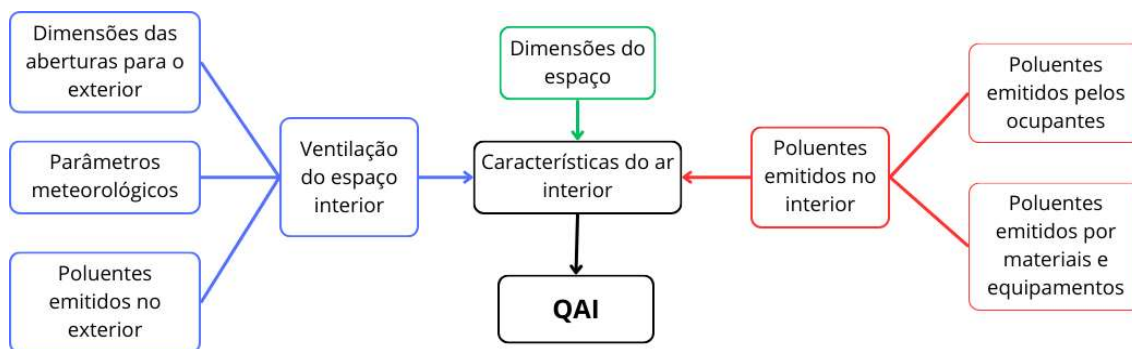 Dimensões das
aberturas para o
exterior
Parâmetros
meteorológicos
Poluentes
emitidos no
exterior
Ventilação
do espaço
interior
Dimensões do
espaço
Características do ar
interior
QAI
Poluentes
emitidos no
interior
Poluentes
emitidos pelos
ocupantes
Poluentes
emitidos por
materiais e
equipamentos